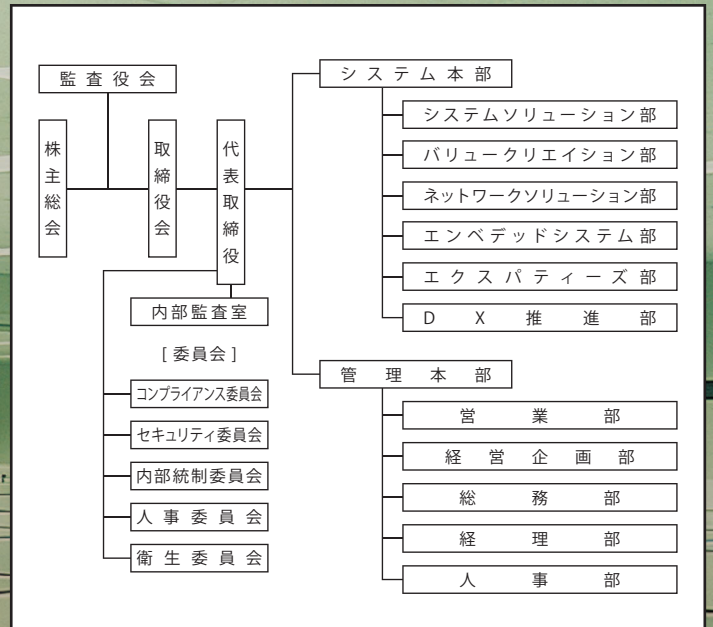 監査役会
株主総会
取締役会
代表取締役
内部監査室
[ 委員会 ]
コンプライアンス委員会
セキュリティ委員会
内部統制委員会
人事委員会
衛生委員会
システム本部
システムソリューション部
バリュークリエイション部
ネットワークソリューション部
エンベデッドシステム部
エクスパティーズ部
DX推進部
管理本部
営業部
経営企画部
総務部
経理部
人事部